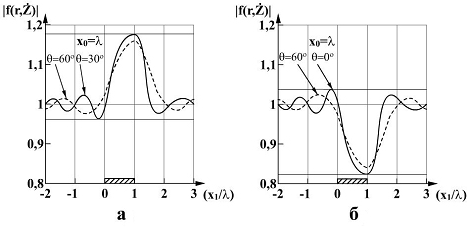 |f(r,Ż)|
1,2
1,1
1
0,9
0,8
x₀=λ
θ=60° θ=30°
-2 -1 0 1 2 3 (x₁/λ)
а
|f(r,Ż)|
1,2
1,1
1
0,9
0,8
x₀=λ
θ=60° θ=0°
-2 -1 0 1 2 3 (x₁/λ)
б